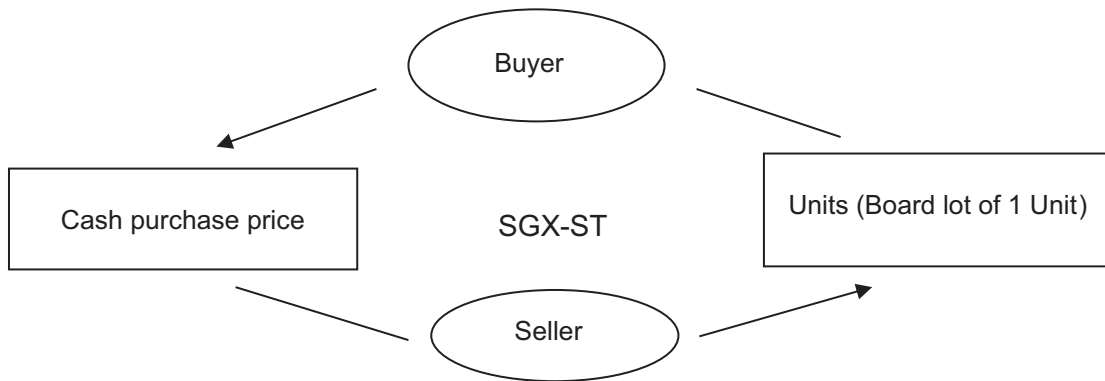 Buyer
Cash purchase price
SGX-ST
Units (Board lot of 1 Unit)
Seller